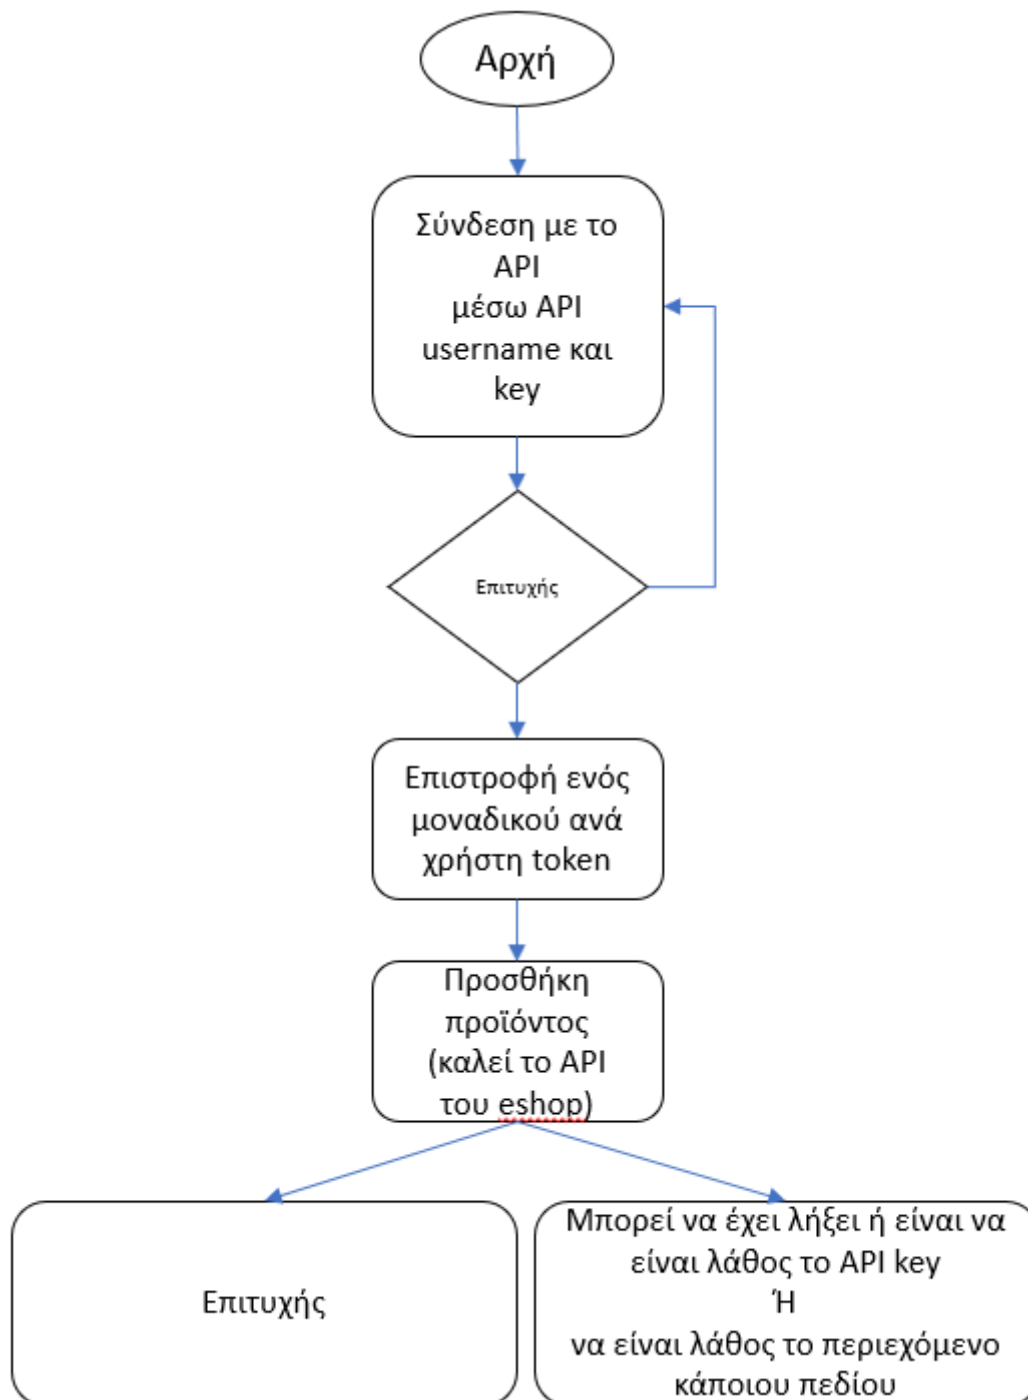 Αρχή
Σύνδεση με το
API
μέσω API
username και
key
Επιτυχής
Επιστροφή ενός
μοναδικού ανά
χρήστη token
Προσθήκη
προϊόντος
(καλεί το API
του eshop)
Επιτυχής
Μπορεί να έχει λήξει ή είναι να
είναι λάθος το API key
Ή
να είναι λάθος το περιεχόμενο
κάποιου πεδίου